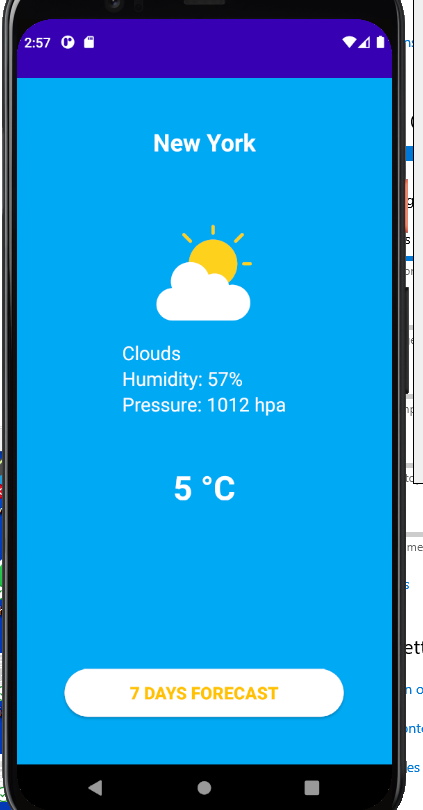 2:57
New York
Clouds
Humidity: 57%
Pressure: 1012 hpa
5 °C
7 DAYS FORECAST